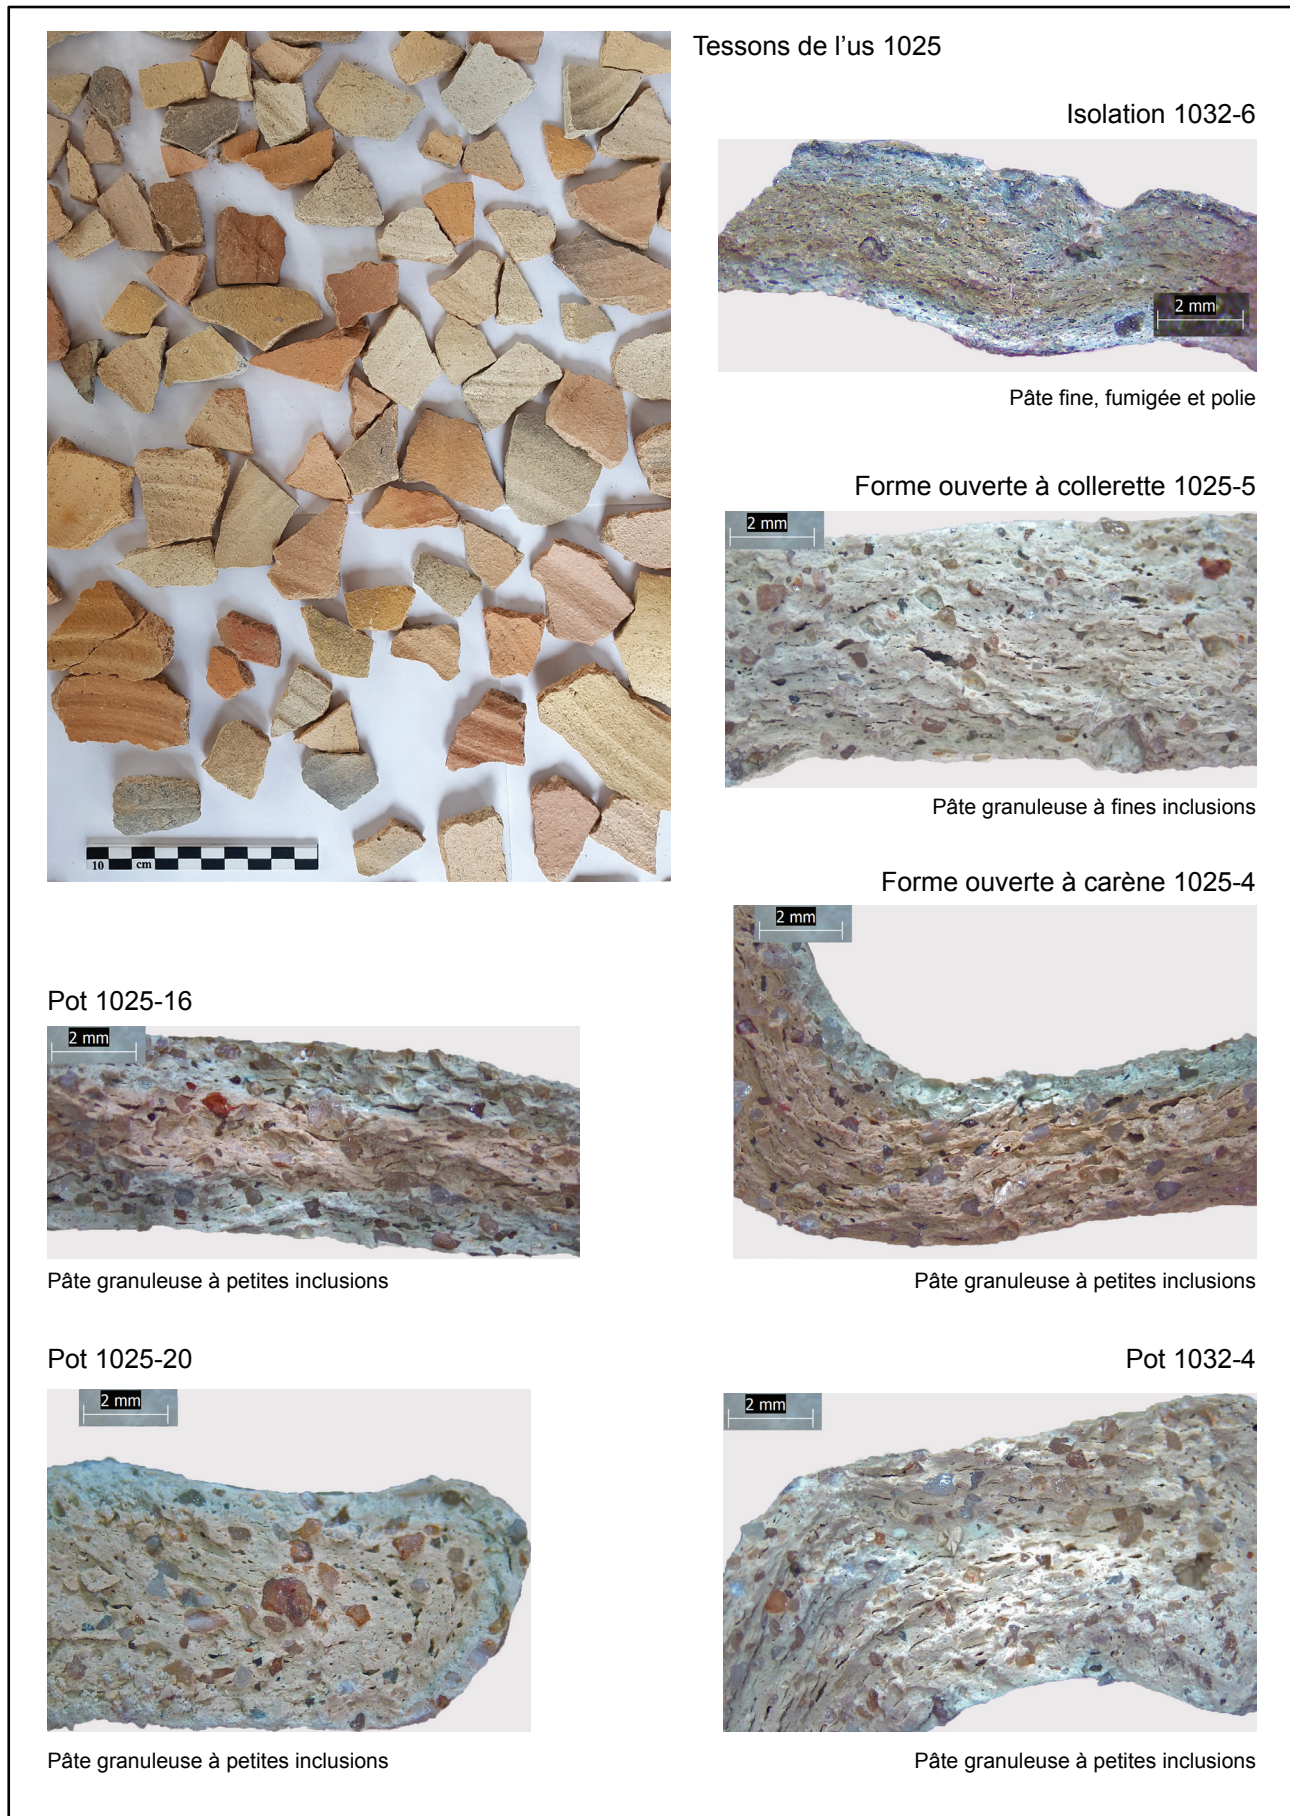 Tessons de l'us 1025
10 cm
Isolation 1032-6
2 mm
Pâte fine, fumigée et polie
Forme ouverte à collerette 1025-5
2 mm
Pâte granuleuse à fines inclusions
Forme ouverte à carène 1025-4
2 mm
Pâte granuleuse à petites inclusions
Pot 1025-16
2 mm
Pâte granuleuse à petites inclusions
Pot 1025-20
2 mm
Pâte granuleuse à petites inclusions
Pot 1032-4
2 mm
Pâte granuleuse à petites inclusions